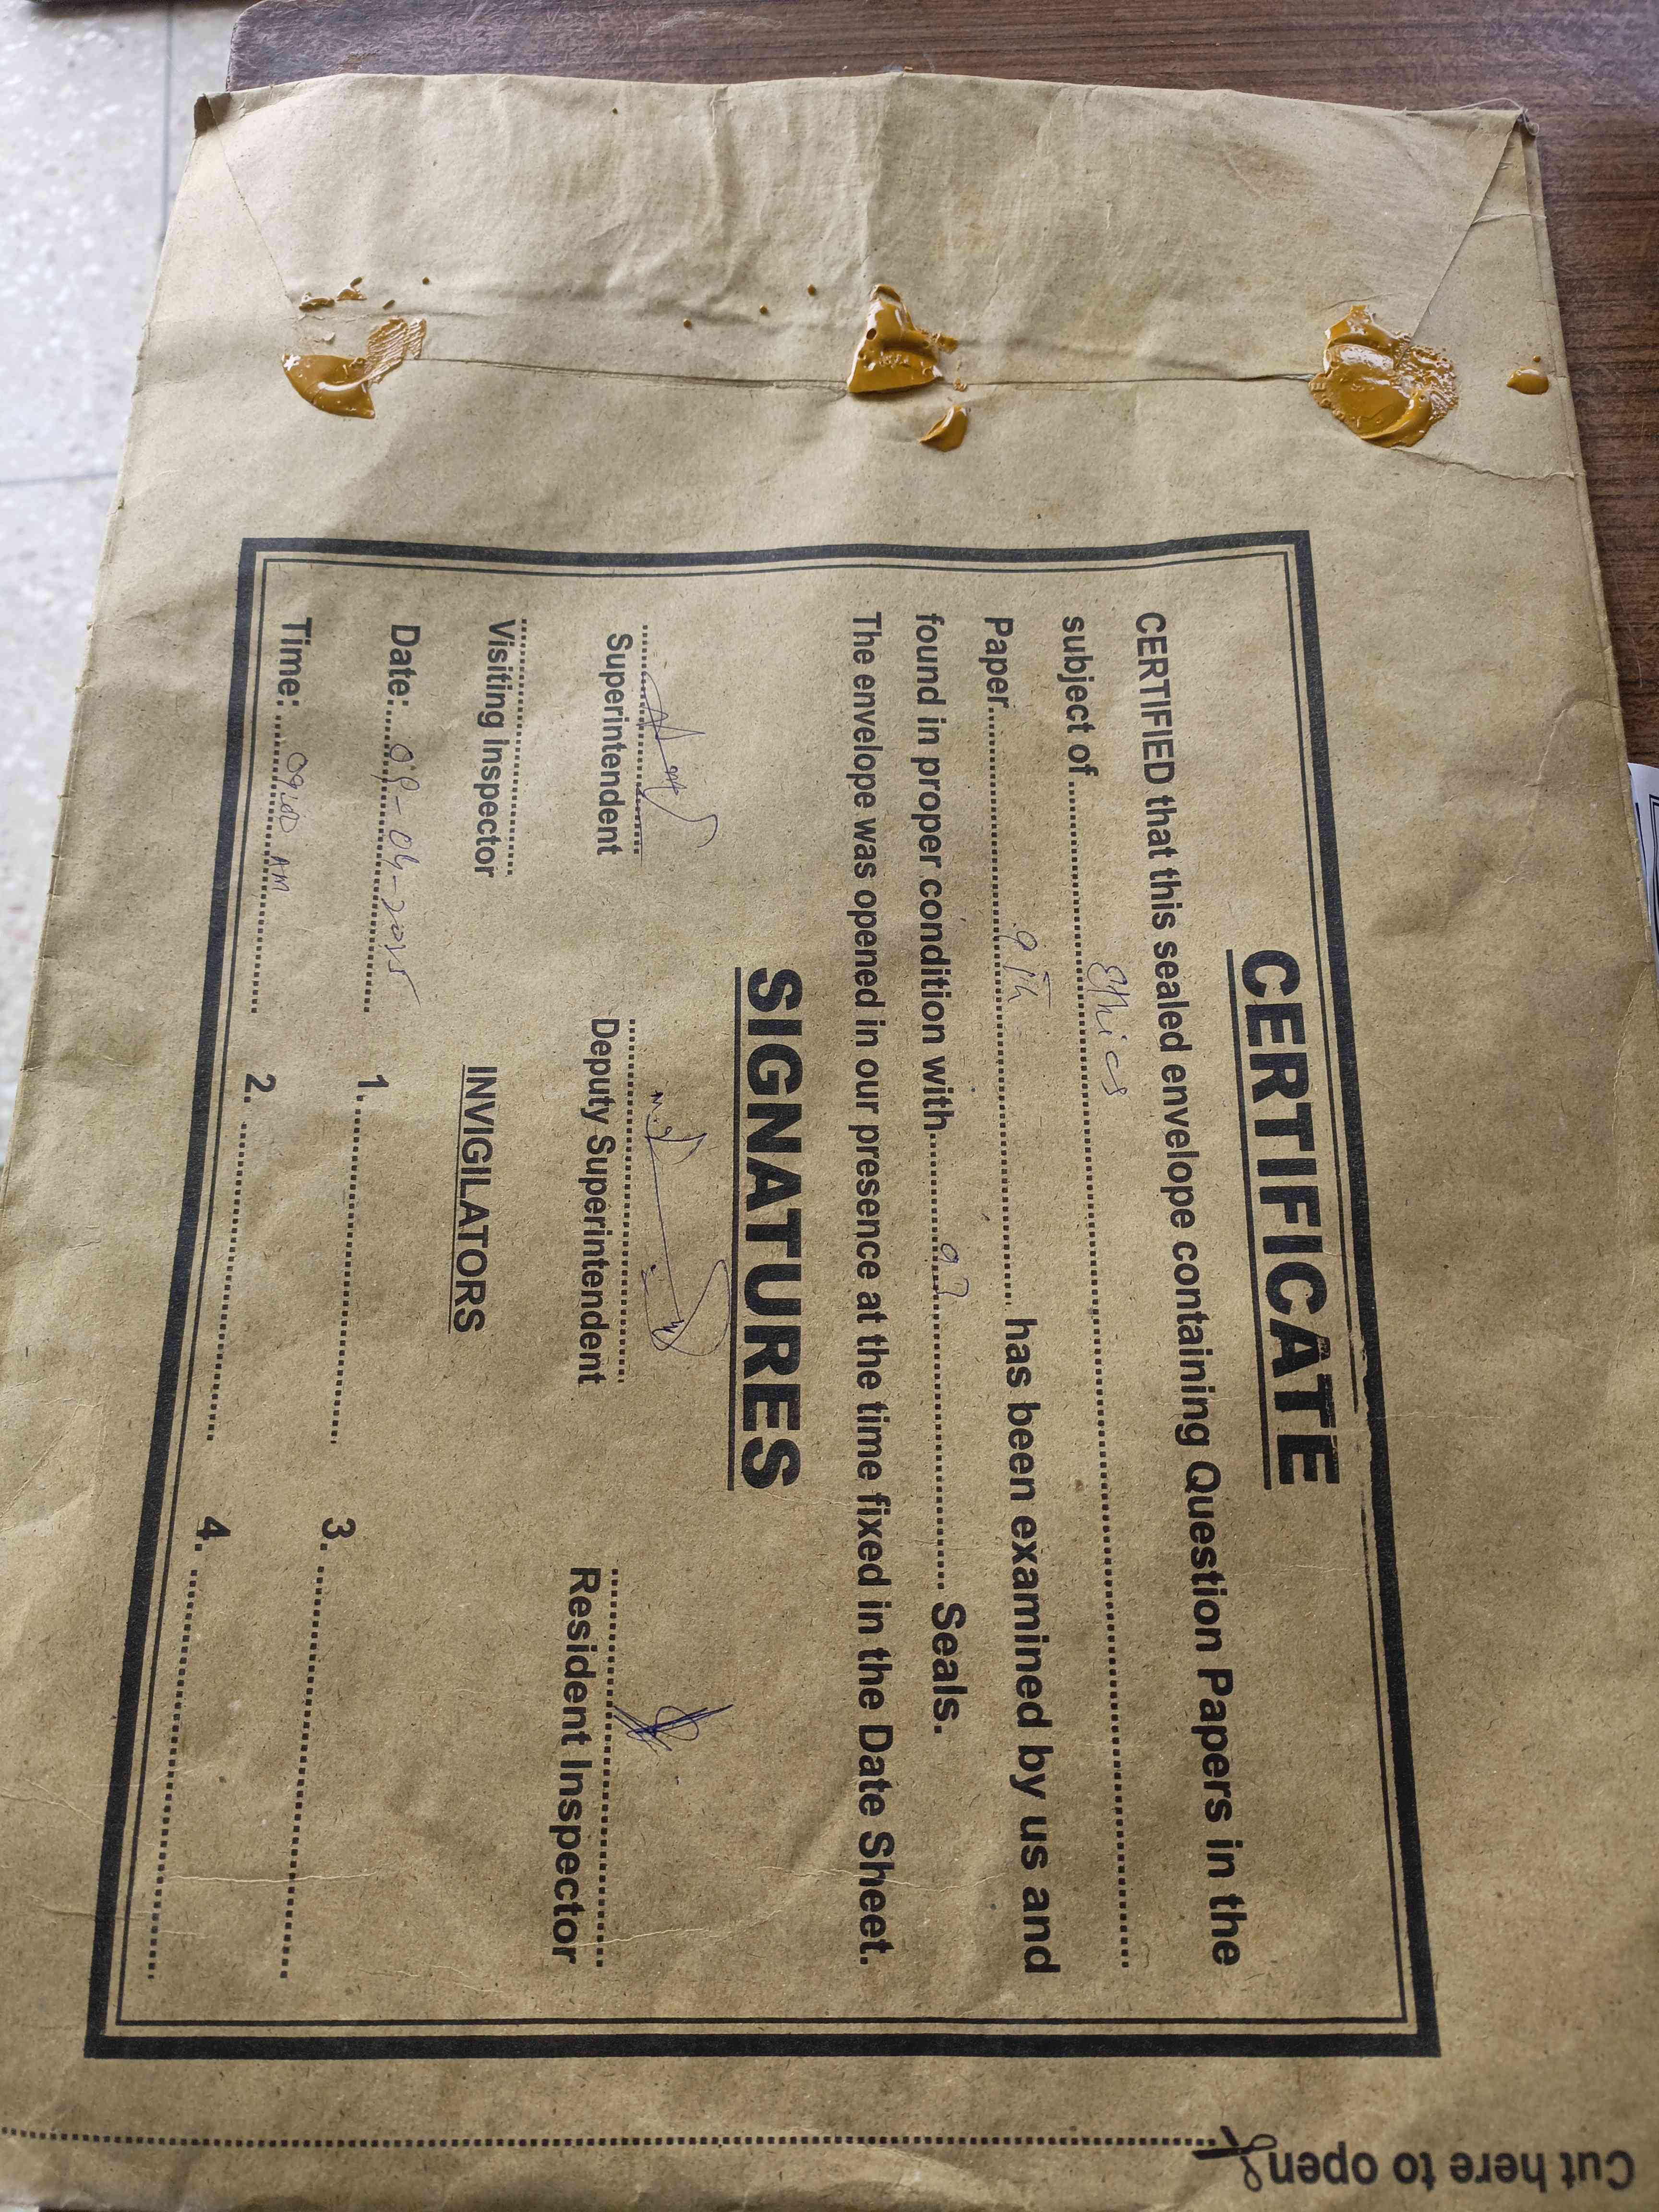 CERTIFICATE
CERTIFIED that this sealed envelope containing Question Papers in the
subject of.......... Ethics ..........
Paper.......... 9th .......... has been examined by us and
found in proper condition with.................... Seals.
The envelope was opened in our presence at the time fixed in the Date Sheet.
SIGNATURES
Superintendent Deputy Superintendent Resident Inspector
Visiting Inspector INVIGILATORS
Date: 1. .......... 3. ..........
Time: 09:00 AM 2. .......... 4. ..........
Cut here to open